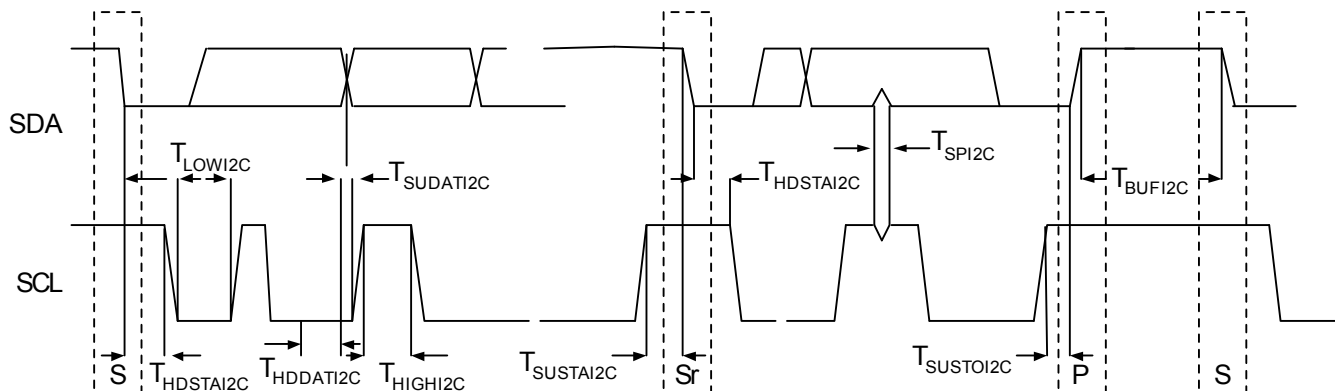 SDA
T_LOWI2C
T_SUDATI2C
T_HDSTAI2C
T_SPI2C
T_BUFI2C
SCL
S
T_HDSTAI2C
T_HDDATI2C
T_HIGHI2C
T_SUSTAI2C
Sr
T_SUSTOI2C
P
S